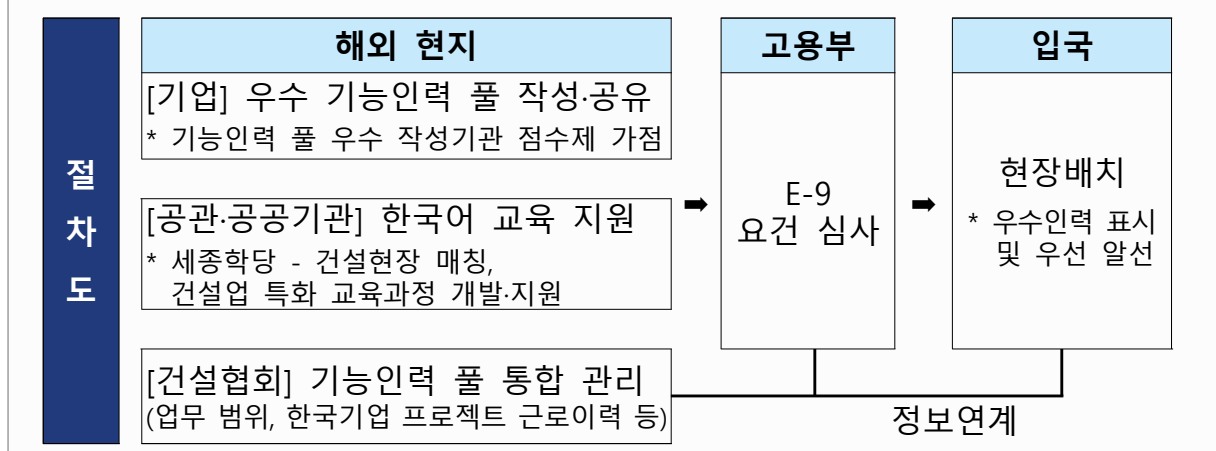 절
차
도
해외 현지
[기업] 우수 기능인력 풀 작성·공유
* 기능인력 풀 우수 작성기관 점수제 가점
[공관·공공기관] 한국어 교육 지원
* 세종학당 - 건설현장 매칭,
건설업 특화 교육과정 개발·지원
[건설협회] 기능인력 풀 통합 관리
(업무 범위, 한국기업 프로젝트 근로이력 등)
➡
고용부
E-9
요건 심사
➡
입국
현장배치
* 우수인력 표시
및 우선 알선
정보연계